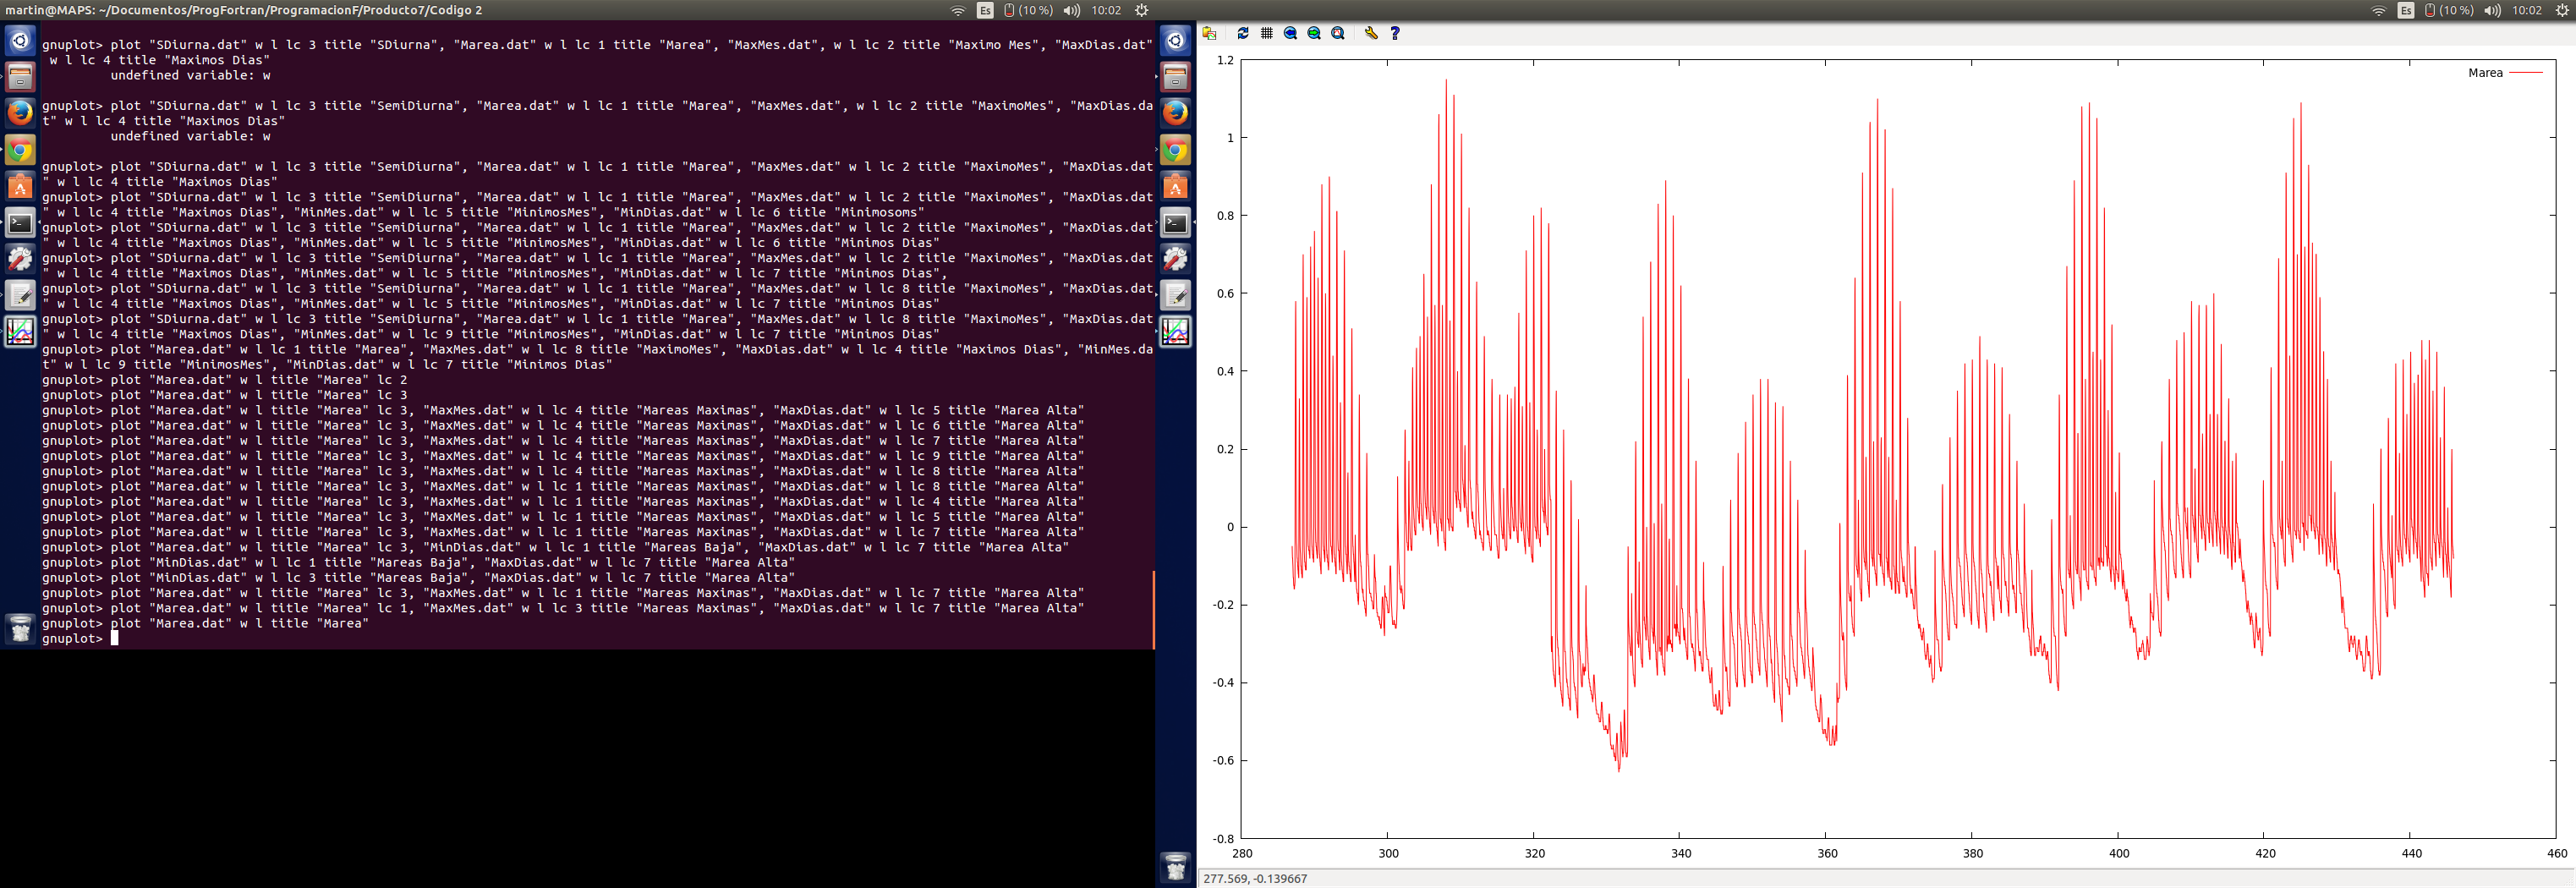 martin@MAPS: ~/Documentos/ProgFortran/ProgramacionF/Producto7/Codigo 2
Es (10 %) 10:02
gnuplot> plot "SDiurna.dat" w l lc 3 title "SDiurna", "Marea.dat" w l lc 1 title "Marea", "MaxMes.dat", w l lc 2 title "Maximo Mes", "MaxDias.dat"
w l lc 4 title "Maximos Dias"
undefined variable: w
gnuplot> plot "SDiurna.dat" w l lc 3 title "SemiDiurna", "Marea.dat" w l lc 1 title "Marea", "MaxMes.dat", w l lc 2 title "MaximoMes", "MaxDias.da
t" w l lc 4 title "Maximos Dias"
undefined variable: w
gnuplot> plot "SDiurna.dat" w l lc 3 title "SemiDiurna", "Marea.dat" w l lc 1 title "Marea", "MaxMes.dat" w l lc 2 title "MaximoMes", "MaxDias.dat
" w l lc 4 title "Maximos Dias"
gnuplot> plot "SDiurna.dat" w l lc 3 title "SemiDiurna", "Marea.dat" w l lc 1 title "Marea", "MaxMes.dat" w l lc 2 title "MaximoMes", "MaxDias.dat
" w l lc 4 title "Maximos Dias", "MinMes.dat" w l lc 5 title "MinimosMes", "MinDias.dat" w l lc 6 title "Minimosoms"
gnuplot> plot "SDiurna.dat" w l lc 3 title "SemiDiurna", "Marea.dat" w l lc 1 title "Marea", "MaxMes.dat" w l lc 2 title "MaximoMes", "MaxDias.dat
" w l lc 4 title "Maximos Dias", "MinMes.dat" w l lc 5 title "MinimosMes", "MinDias.dat" w l lc 6 title "Minimos Dias"
gnuplot> plot "SDiurna.dat" w l lc 3 title "SemiDiurna", "Marea.dat" w l lc 1 title "Marea", "MaxMes.dat" w l lc 2 title "MaximoMes", "MaxDias.dat
" w l lc 4 title "Maximos Dias", "MinMes.dat" w l lc 5 title "MinimosMes", "MinDias.dat" w l lc 7 title "Minimos Dias",
gnuplot> plot "SDiurna.dat" w l lc 3 title "SemiDiurna", "Marea.dat" w l lc 1 title "Marea", "MaxMes.dat" w l lc 8 title "MaximoMes", "MaxDias.dat
" w l lc 4 title "Maximos Dias", "MinMes.dat" w l lc 5 title "MinimosMes", "MinDias.dat" w l lc 7 title "Minimos Dias"
gnuplot> plot "SDiurna.dat" w l lc 3 title "SemiDiurna", "Marea.dat" w l lc 1 title "Marea", "MaxMes.dat" w l lc 8 title "MaximoMes", "MaxDias.dat
" w l lc 4 title "Maximos Dias", "MinMes.dat" w l lc 9 title "MinimosMes", "MinDias.dat" w l lc 7 title "Minimos Dias"
gnuplot> plot "Marea.dat" w l lc 1 title "Marea", "MaxMes.dat" w l lc 8 title "MaximoMes", "MaxDias.dat" w l lc 4 title "Maximos Dias", "MinMes.da
t" w l lc 9 title "MinimosMes", "MinDias.dat" w l lc 7 title "Minimos Dias"
gnuplot> plot "Marea.dat" w l title "Marea" lc 2
gnuplot> plot "Marea.dat" w l title "Marea" lc 3
gnuplot> plot "Marea.dat" w l title "Marea" lc 3, "MaxMes.dat" w l lc 4 title "Mareas Maximas", "MaxDias.dat" w l lc 5 title "Marea Alta"
gnuplot> plot "Marea.dat" w l title "Marea" lc 3, "MaxMes.dat" w l lc 4 title "Mareas Maximas", "MaxDias.dat" w l lc 6 title "Marea Alta"
gnuplot> plot "Marea.dat" w l title "Marea" lc 3, "MaxMes.dat" w l lc 4 title "Mareas Maximas", "MaxDias.dat" w l lc 7 title "Marea Alta"
gnuplot> plot "Marea.dat" w l title "Marea" lc 3, "MaxMes.dat" w l lc 4 title "Mareas Maximas", "MaxDias.dat" w l lc 9 title "Marea Alta"
gnuplot> plot "Marea.dat" w l title "Marea" lc 3, "MaxMes.dat" w l lc 4 title "Mareas Maximas", "MaxDias.dat" w l lc 8 title "Marea Alta"
gnuplot> plot "Marea.dat" w l title "Marea" lc 3, "MaxMes.dat" w l lc 1 title "Mareas Maximas", "MaxDias.dat" w l lc 8 title "Marea Alta"
gnuplot> plot "Marea.dat" w l title "Marea" lc 3, "MaxMes.dat" w l lc 1 title "Mareas Maximas", "MaxDias.dat" w l lc 4 title "Marea Alta"
gnuplot> plot "Marea.dat" w l title "Marea" lc 3, "MaxMes.dat" w l lc 1 title "Mareas Maximas", "MaxDias.dat" w l lc 5 title "Marea Alta"
gnuplot> plot "Marea.dat" w l title "Marea" lc 3, "MaxMes.dat" w l lc 1 title "Mareas Maximas", "MaxDias.dat" w l lc 7 title "Marea Alta"
gnuplot> plot "Marea.dat" w l title "Marea" lc 3, "MinDias.dat" w l lc 1 title "Mareas Baja", "MaxDias.dat" w l lc 7 title "Marea Alta"
gnuplot> plot "MinDias.dat" w l lc 1 title "Mareas Baja", "MaxDias.dat" w l lc 7 title "Marea Alta"
gnuplot> plot "MinDias.dat" w l lc 3 title "Mareas Baja", "MaxDias.dat" w l lc 7 title "Marea Alta"
gnuplot> plot "Marea.dat" w l title "Marea" lc 3, "MaxMes.dat" w l lc 1 title "Mareas Maximas", "MaxDias.dat" w l lc 7 title "Marea Alta"
gnuplot> plot "Marea.dat" w l title "Marea" lc 1, "MaxMes.dat" w l lc 3 title "Mareas Maximas", "MaxDias.dat" w l lc 7 title "Marea Alta"
gnuplot> plot "Marea.dat" w l title "Marea"
gnuplot>
Es (10 %) 10:02
Marea
1.2
1
0.8
0.6
0.4
0.2
0
-0.2
-0.4
-0.6
-0.8
280 300 320 340 360 380 400 420 440 460
277.569, -0.139667